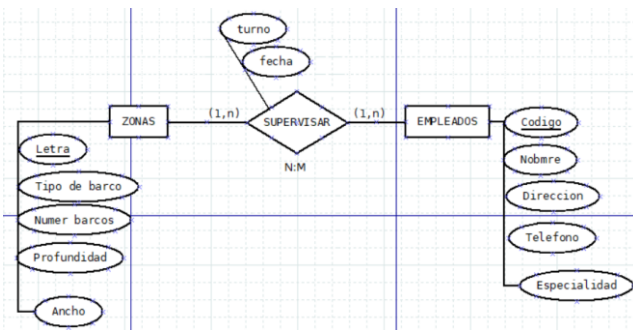 turno
fecha
ZONAS
(1,n)
SUPERVISAR
(1,n)
EMPLEADOS
N:M
Letra
Tipo de barco
Numer barcos
Profundidad
Ancho
Codigo
Nobmre
Direccion
Telefono
Especialidad